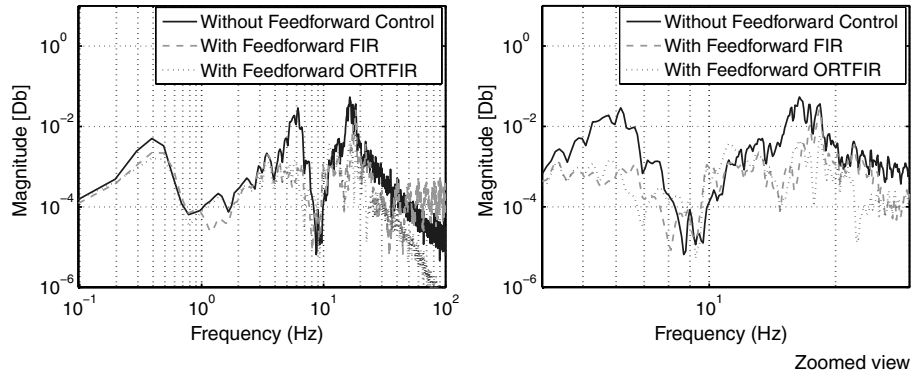 Without Feedforward Control
With Feedforward FIR
With Feedforward ORTFIR
Magnitude [Db]
10^0
10^−2
10^−4
10^−6
10^−1
10^0
10^1
10^2
Frequency (Hz)
Without Feedforward Control
With Feedforward FIR
With Feedforward ORTFIR
Magnitude [Db]
10^0
10^−2
10^−4
10^−6
10^1
Frequency (Hz)
Zoomed view